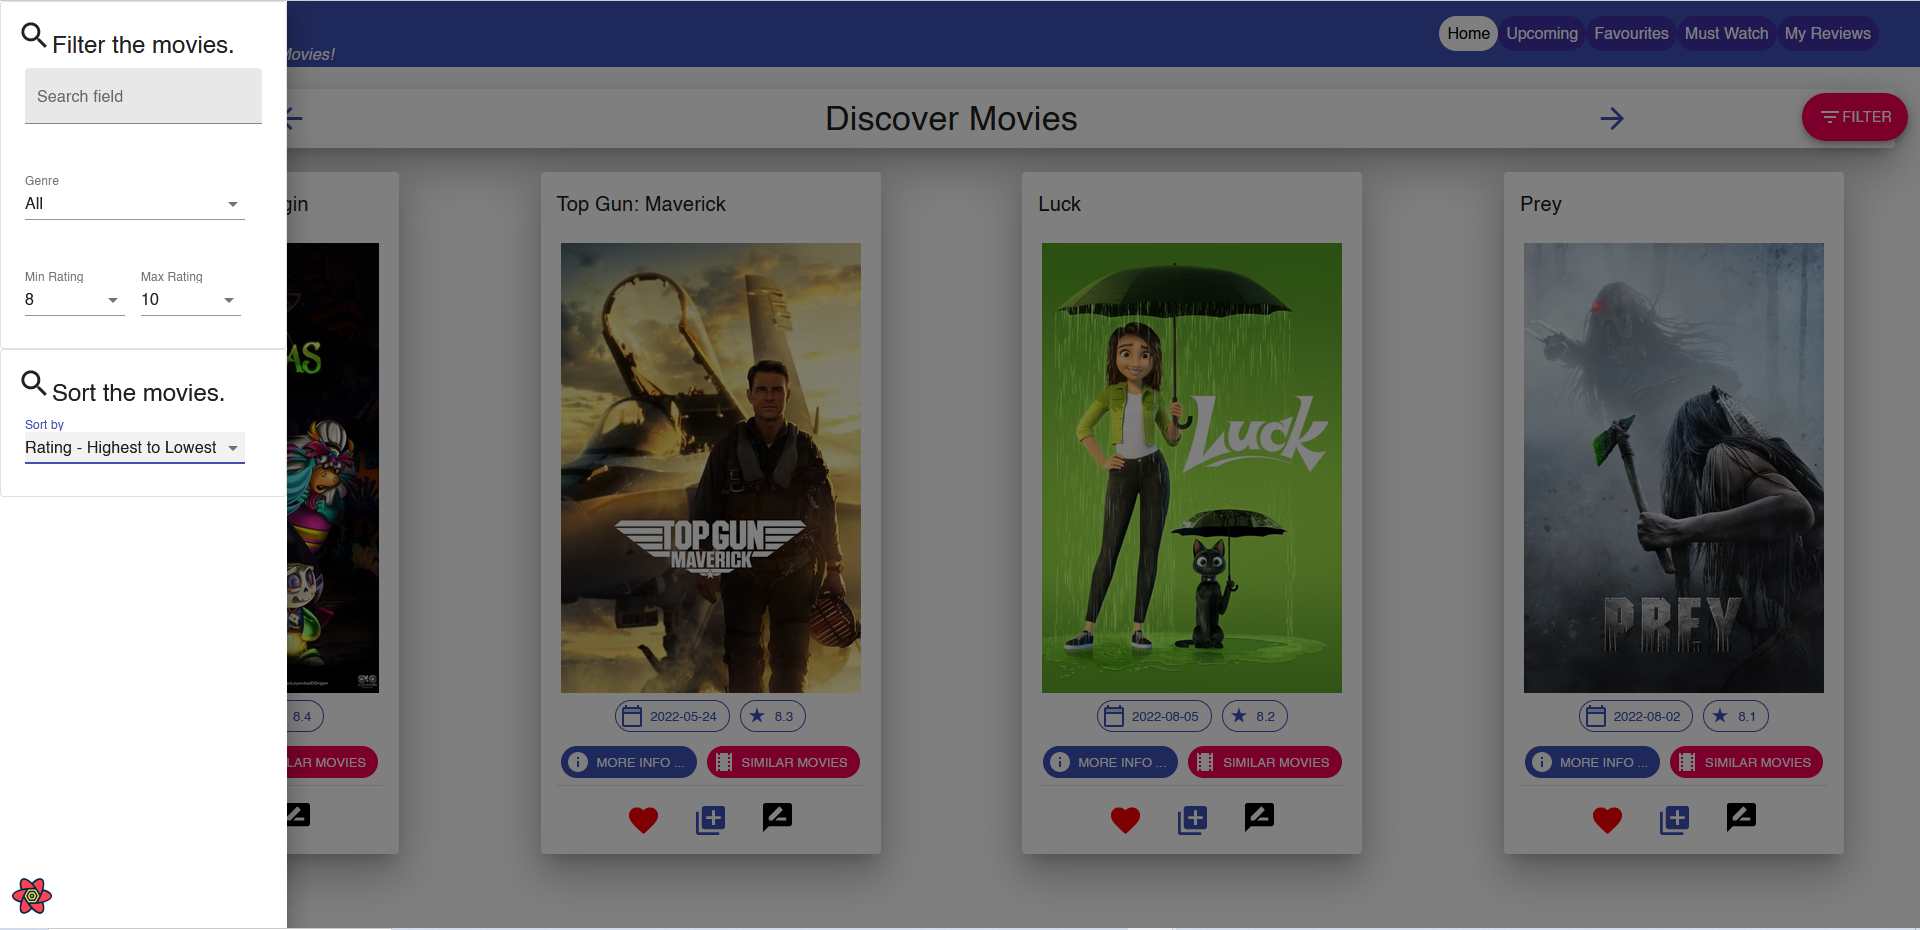 Filter the movies.
Search field
Genre
All
Min Rating
8
Max Rating
10
Sort the movies.
Sort by
Rating - Highest to Lowest
Movies!
Home
Upcoming
Favourites
Must Watch
My Reviews
Discover Movies
FILTER
gin
AS
8.4
LAR MOVIES
Top Gun: Maverick
TOP GUN
MAVERICK
2022-05-24
8.3
MORE INFO ...
SIMILAR MOVIES
Luck
Luck
2022-08-05
8.2
MORE INFO ...
SIMILAR MOVIES
Prey
PREY
2022-08-02
8.1
MORE INFO ...
SIMILAR MOVIES